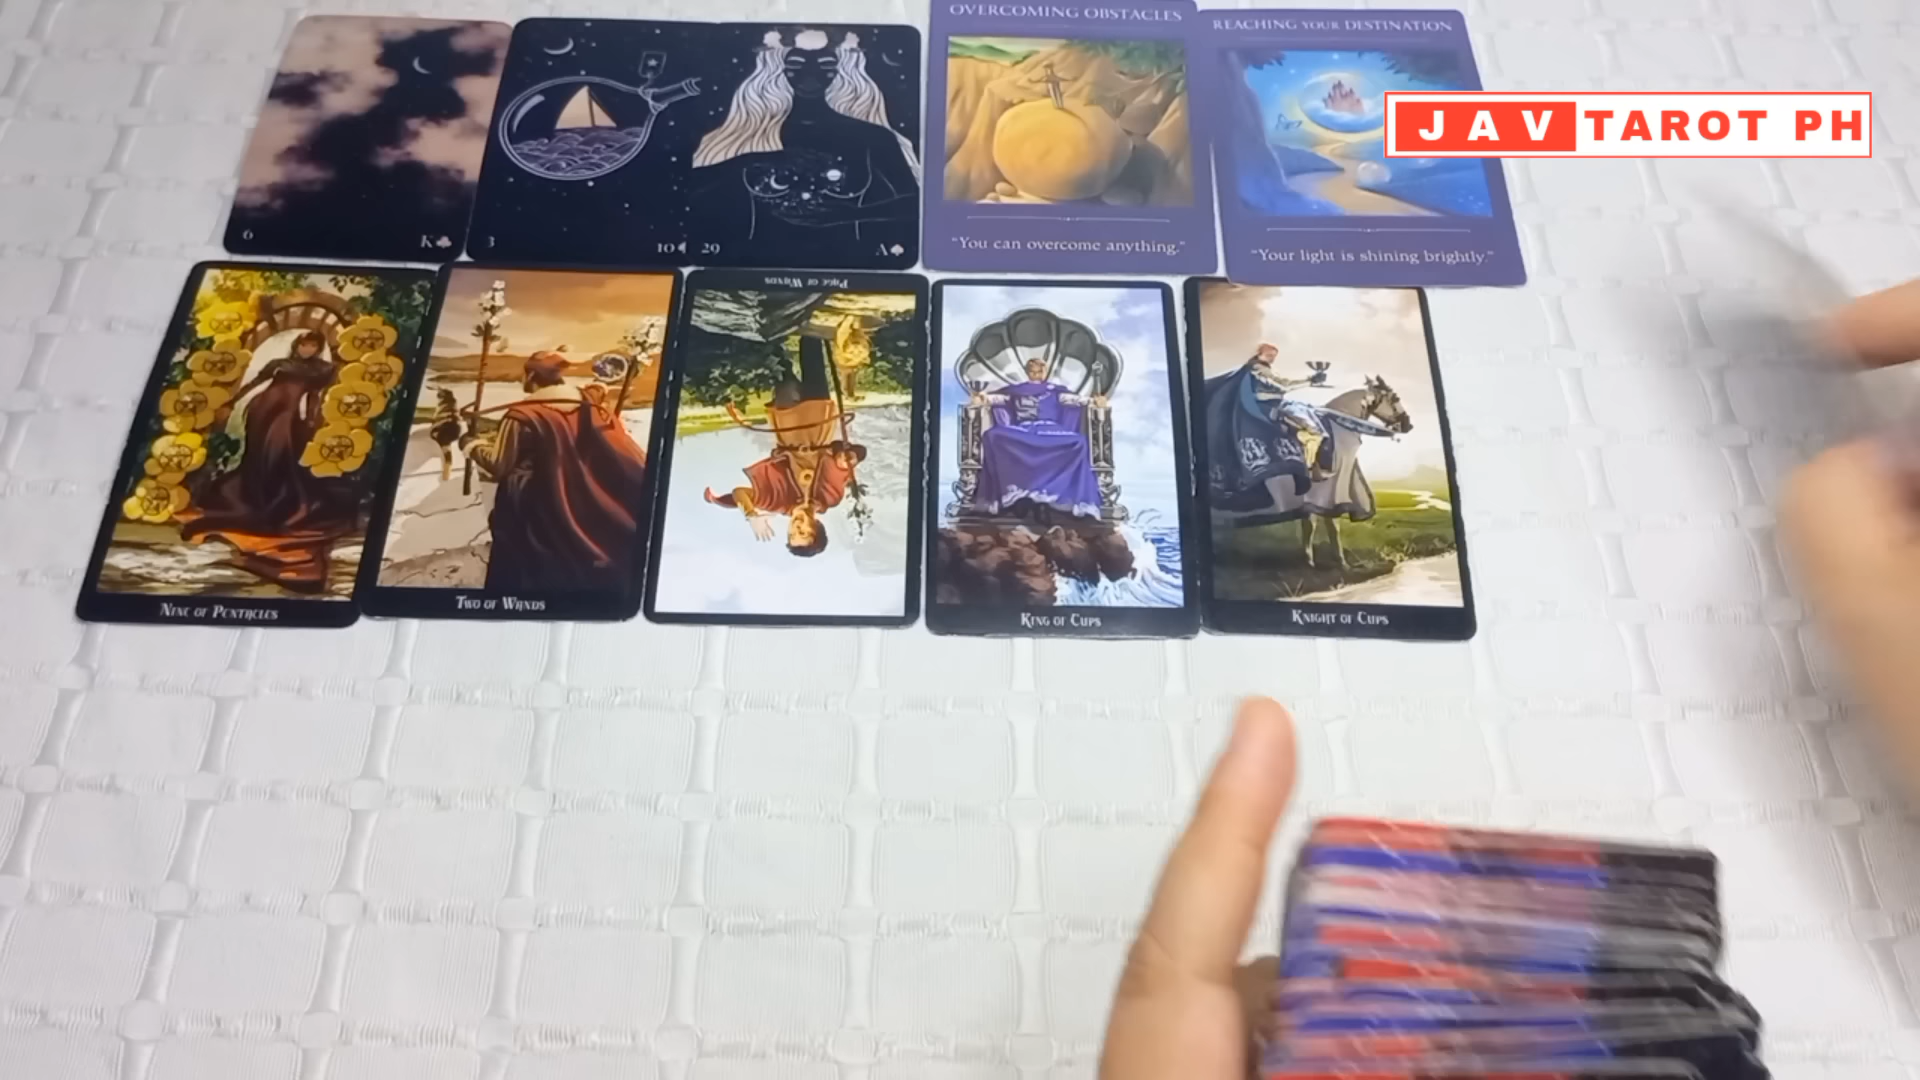 OVERCOMING OBSTACLES
REACHING YOUR DESTINATION
JAV TAROT PH
"You can overcome anything."
"Your light is shining brightly."
6
K♣
3
10
29
A♠
PAGE OF WANDS
NINE OF PENTACLES
TWO OF WANDS
KING OF CUPS
KNIGHT OF CUPS